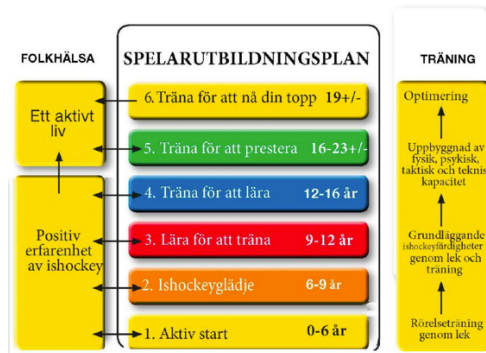 FOLKHÄLSA
Ett aktivt
liv
Positiv
erfarenhet
av ishockey
SPELARUTBILDNINGSPLAN
6. Träna för att nå din topp 19+/-
5. Träna för att prestera 16-23+/-
4. Träna för att lära 12-16 år
3. Lära för att träna 9-12 år
2. Ishockeyglädje 6-9 år
1. Aktiv start 0-6 år
TRÄNING
Optimering
Uppbyggnad av
fysik, psykisk,
taktisk och teknis
kapacitet
Grundläggande
ishockeyfärdigheter
genom lek och
träning
Rörelseträning
genom lek